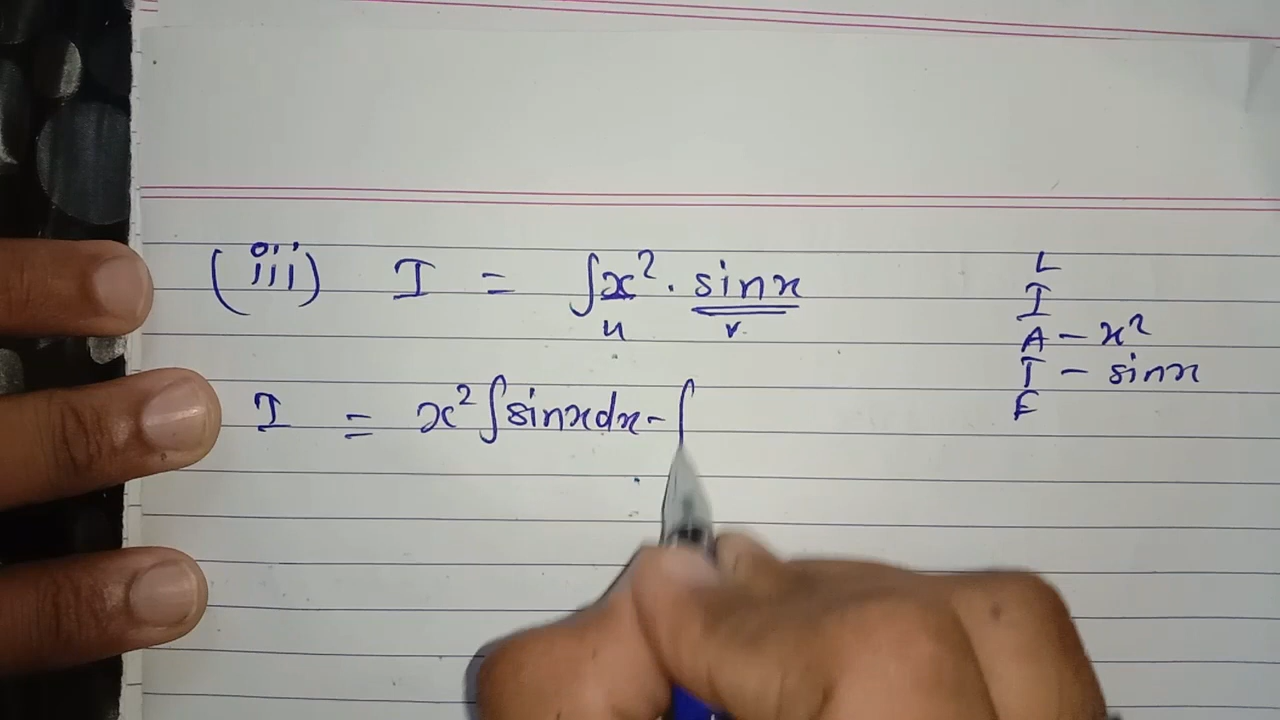 (iii) I = ∫x². sinx
u v
I = x² ∫sinxdx - ∫
L
I
A - x²
T - sinx
E